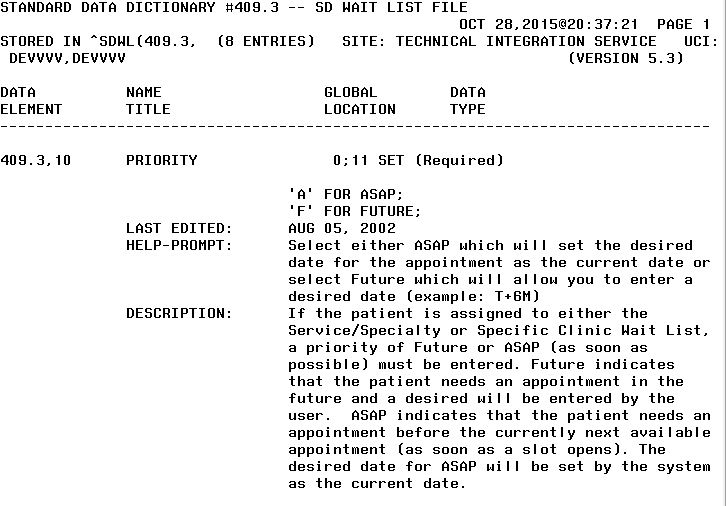 STANDARD DATA DICTIONARY #409.3 -- SD WAIT LIST FILE
OCT 28,2015@20:37:21 PAGE 1
STORED IN ^SDWL(409.3, (8 ENTRIES) SITE: TECHNICAL INTEGRATION SERVICE UCI:
DEVVVV,DEVVVV (VERSION 5.3)
DATA NAME GLOBAL DATA
ELEMENT TITLE LOCATION TYPE
-------------------------------------------------------------------------------
409.3,10 PRIORITY 0;11 SET (Required)
'A' FOR ASAP;
'F' FOR FUTURE;
LAST EDITED: AUG 05, 2002
HELP-PROMPT: Select either ASAP which will set the desired
date for the appointment as the current date or
select Future which will allow you to enter a
desired date (example: T+6M)
DESCRIPTION: If the patient is assigned to either the
Service/Specialty or Specific Clinic Wait List,
a priority of Future or ASAP (as soon as
possible) must be entered. Future indicates
that the patient needs an appointment in the
future and a desired will be entered by the
user. ASAP indicates that the patient needs an
appointment before the currently next available
appointment (as soon as a slot opens). The
desired date for ASAP will be set by the system
as the current date.